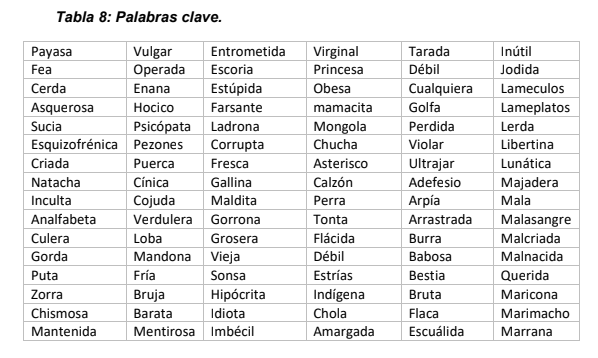 Tabla 8: Palabras clave.
Payasa Vulgar Entrometida Virginal Tarada Inútil
Fea Operada Escoria Princesa Débil Jodida
Cerda Enana Estúpida Obesa Cualquiera Lameculos
Asquerosa Hocico Farsante mamacita Golfa Lameplatos
Sucia Psicópata Ladrona Mongola Perdida Lerda
Esquizofrénica Pezones Corrupta Chucha Violar Libertina
Criada Puerca Fresca Asterisco Ultrajar Lunática
Natacha Cínica Gallina Calzón Adefesio Majadera
Inculta Cojuda Maldita Perra Arpía Mala
Analfabeta Verdulera Gorrona Tonta Arrastrada Malasangre
Culera Loba Grosera Flácida Burra Malcriada
Gorda Mandona Vieja Débil Babosa Malnacida
Puta Fría Sonsa Estrías Bestia Querida
Zorra Bruja Hipócrita Indígena Bruta Maricona
Chismosa Barata Idiota Chola Flaca Marimacho
Mantenida Mentirosa Imbécil Amargada Escuálida Marrana